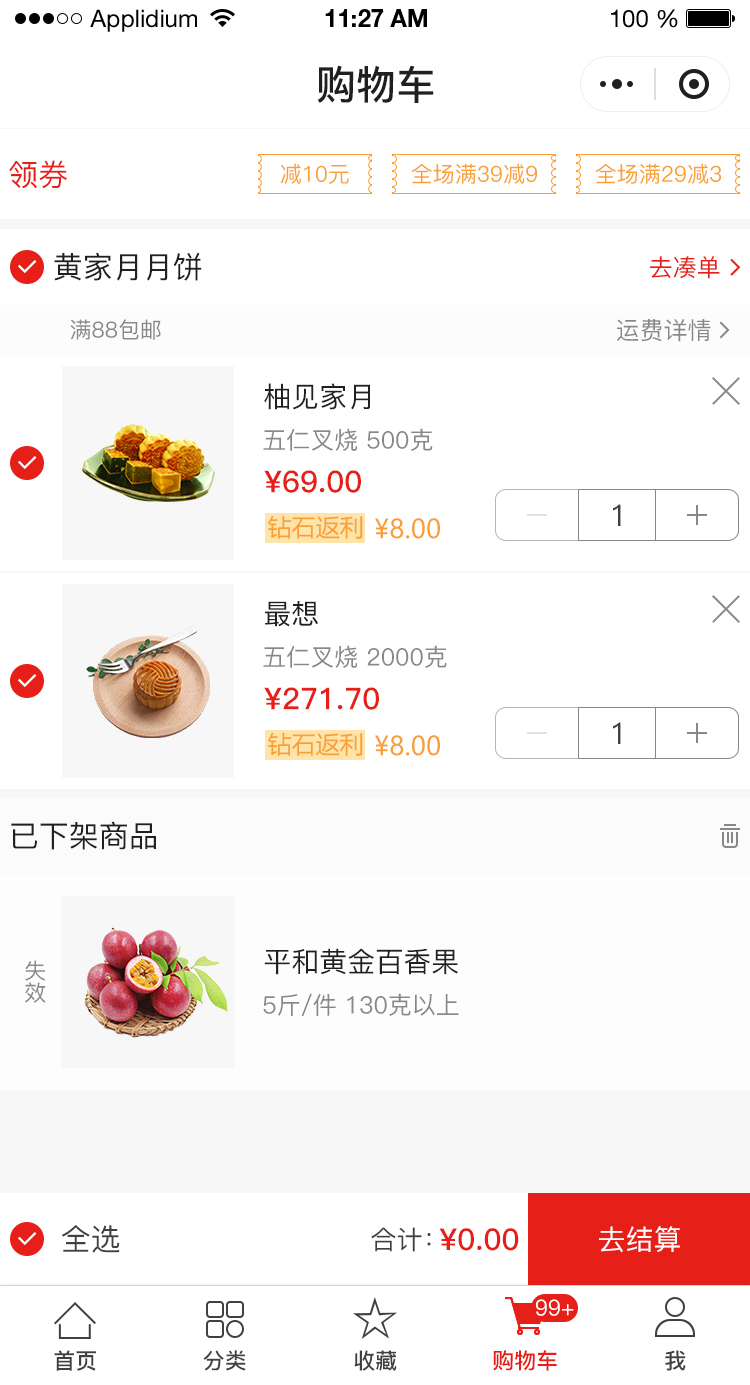 Applidium 11:27 AM 100 %
购物车
领券 减10元 全场满39减9 全场满29减3
黄家月月饼 去凑单
满88包邮 运费详情
柚见家月
五仁叉烧 500克
¥69.00
钻石返利 ¥8.00 1
最想
五仁叉烧 2000克
¥271.70
钻石返利 ¥8.00 1
已下架商品
失效
平和黄金百香果
5斤/件 130克以上
全选 合计：¥0.00 去结算
99+
首页 分类 收藏 购物车 我